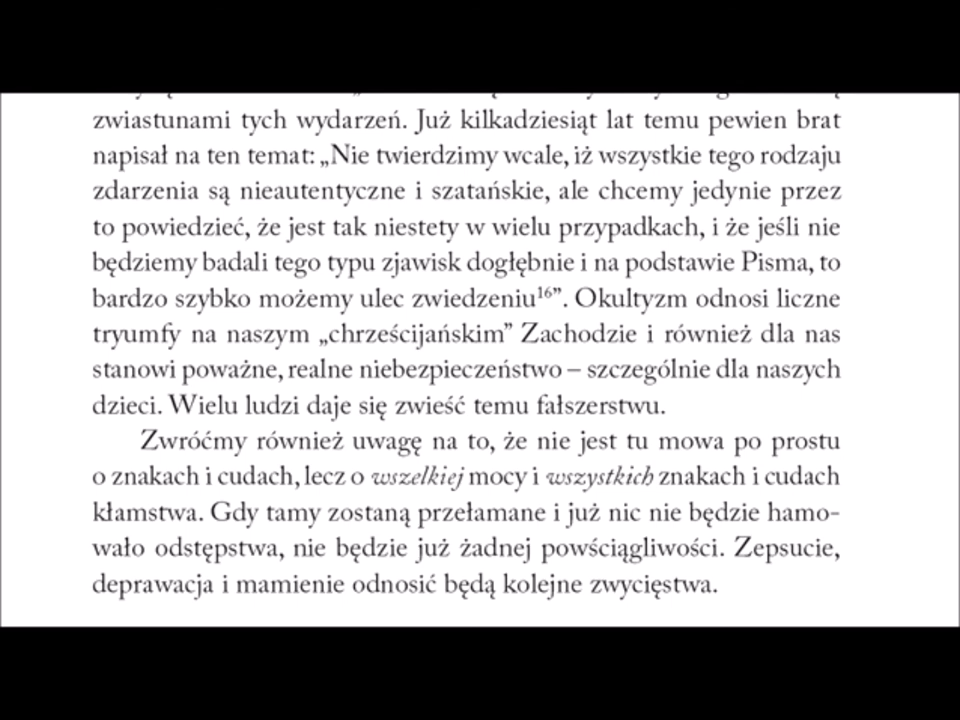 zwiastunami tych wydarzeń. Już kilkadziesiąt lat temu pewien brat
napisał na ten temat: „Nie twierdzimy wcale, iż wszystkie tego rodzaju
zdarzenia są nieautentyczne i szatańskie, ale chcemy jedynie przez
to powiedzieć, że jest tak niestety w wielu przypadkach, i że jeśli nie
będziemy badali tego typu zjawisk dogłębnie i na podstawie Pisma, to
bardzo szybko możemy ulec zwiedzeniu¹⁶”. Okultyzm odnosi liczne
tryumfy na naszym „chrześcijańskim” Zachodzie i również dla nas
stanowi poważne, realne niebezpieczeństwo – szczególnie dla naszych
dzieci. Wielu ludzi daje się zwieść temu fałszerstwu.
Zwróćmy również uwagę na to, że nie jest tu mowa po prostu
o znakach i cudach, lecz o wszelkiej mocy i wszystkich znakach i cudach
kłamstwa. Gdy tamy zostaną przełamane i już nic nie będzie hamo-
wało odstępstwa, nie będzie już żadnej powściągliwości. Zepsucie,
deprawacja i mamienie odnosić będą kolejne zwycięstwa.